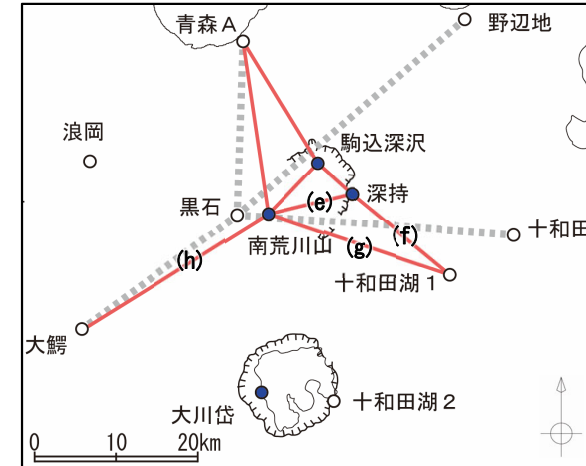 青森A
野辺地
浪岡
駒込深沢
深持
黒石
(e)
南荒川山
(g)
(f)
十和田
(h)
十和田湖1
大鰐
大川岱
十和田湖2
0 10 20km